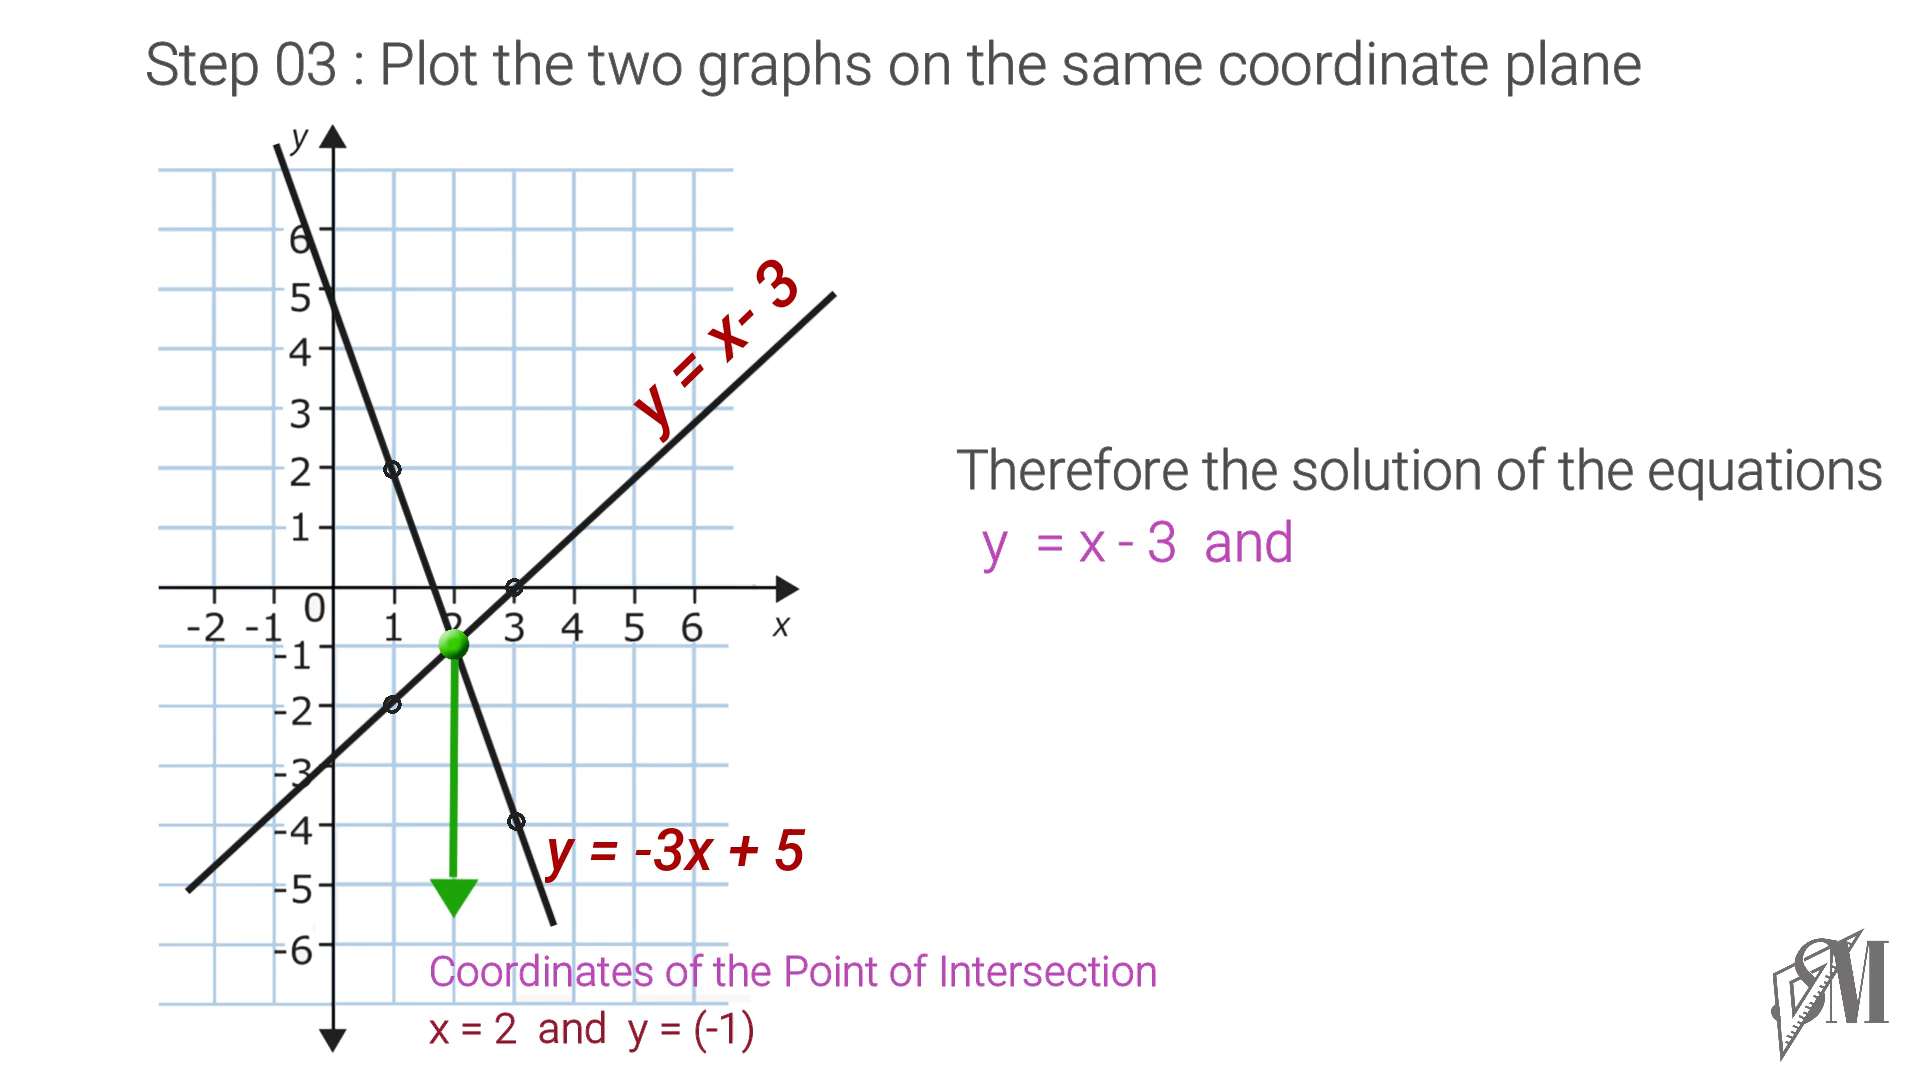 Step 03 : Plot the two graphs on the same coordinate plane
y
6
5
4
3
2
1
-2 -1 0 1 2 3 4 5 6 x
-1
-2
-3
-4
-5
-6
y = x- 3
y = -3x + 5
Coordinates of the Point of Intersection
x = 2 and y = (-1)
Therefore the solution of the equations
y = x - 3 and
SM